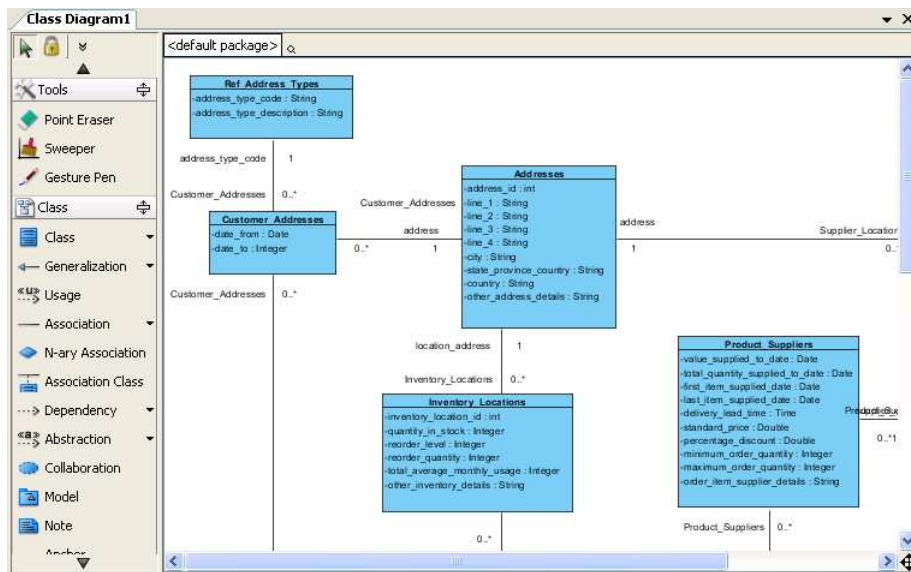 Class Diagram1
<default package>
Tools
Point Eraser
Sweeper
Gesture Pen
Class
Class
Generalization
Usage
Association
N-ary Association
Association Class
Dependency
Abstraction
Collaboration
Model
Note
Ref_Address_Types
-address_type_code : String
-address_type_description : String
address_type_code 1
Customer_Addresses 0..*
Customer_Addresses
-date_from : Date
-date_to : Integer
Customer_Addresses 0..*
Customer_Addresses
address
0..* 1
Addresses
-address_id : int
-line_1 : String
-line_2 : String
-line_3 : String
-line_4 : String
-city : String
-state_province_country : String
-country : String
-other_address_details : String
address
1
Supplier_Location
0..
location_address 1
Inventory_Locations 0..*
Inventory_Locations
-inventory_location_id : int
-quantity_in_stock : Integer
-reorder_level : Integer
-reorder_quantity : Integer
-total_average_monthly_usage : Integer
-other_inventory_details : String
0..*
Product_Suppliers
-value_supplied_to_date : Date
-total_quantity_supplied_to_date : Date
-first_item_supplied_date : Date
-last_item_supplied_date : Date
-delivery_lead_time : Time
-standard_price : Double
-percentage_discount : Double
-minimum_order_quantity : Integer
-maximum_order_quantity : Integer
-order_item_supplier_details : String
0..*1
Product_Suppliers 0..*